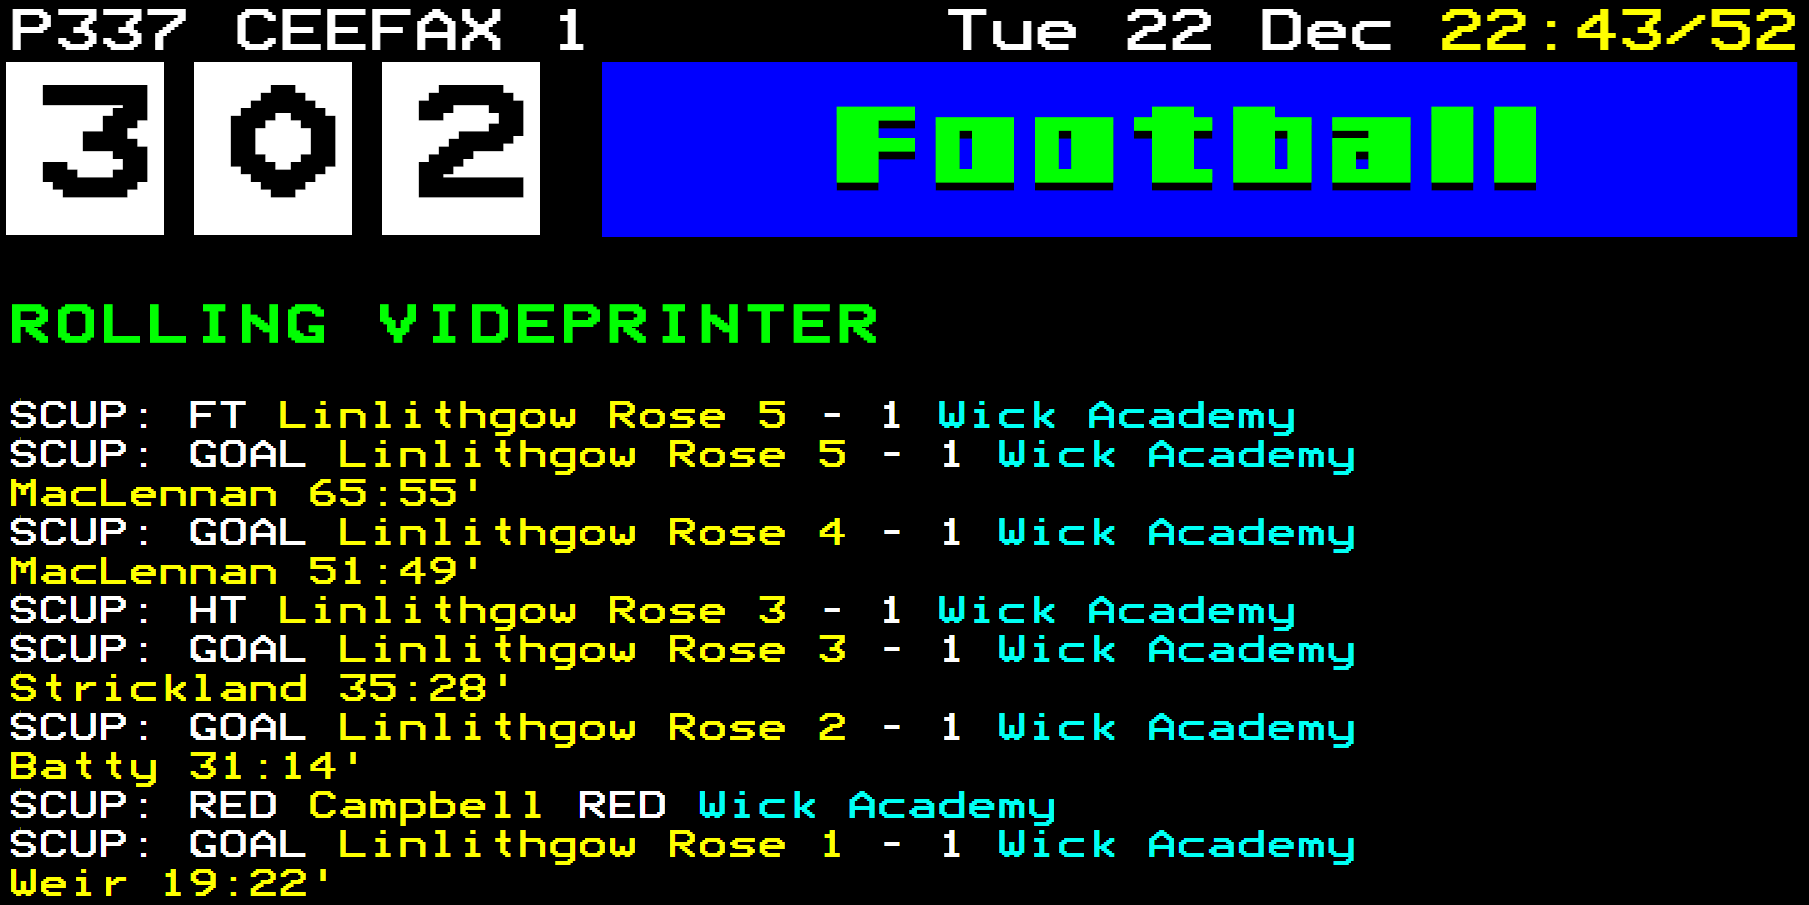 P337 CEEFAX 1 Tue 22 Dec 22:43/52
302 Football
ROLLING VIDEPRINTER
SCUP: FT Linlithgow Rose 5 - 1 Wick Academy
SCUP: GOAL Linlithgow Rose 5 - 1 Wick Academy
MacLennan 65:55'
SCUP: GOAL Linlithgow Rose 4 - 1 Wick Academy
MacLennan 51:49'
SCUP: HT Linlithgow Rose 3 - 1 Wick Academy
SCUP: GOAL Linlithgow Rose 3 - 1 Wick Academy
Strickland 35:28'
SCUP: GOAL Linlithgow Rose 2 - 1 Wick Academy
Batty 31:14'
SCUP: RED Campbell RED Wick Academy
SCUP: GOAL Linlithgow Rose 1 - 1 Wick Academy
Weir 19:22'